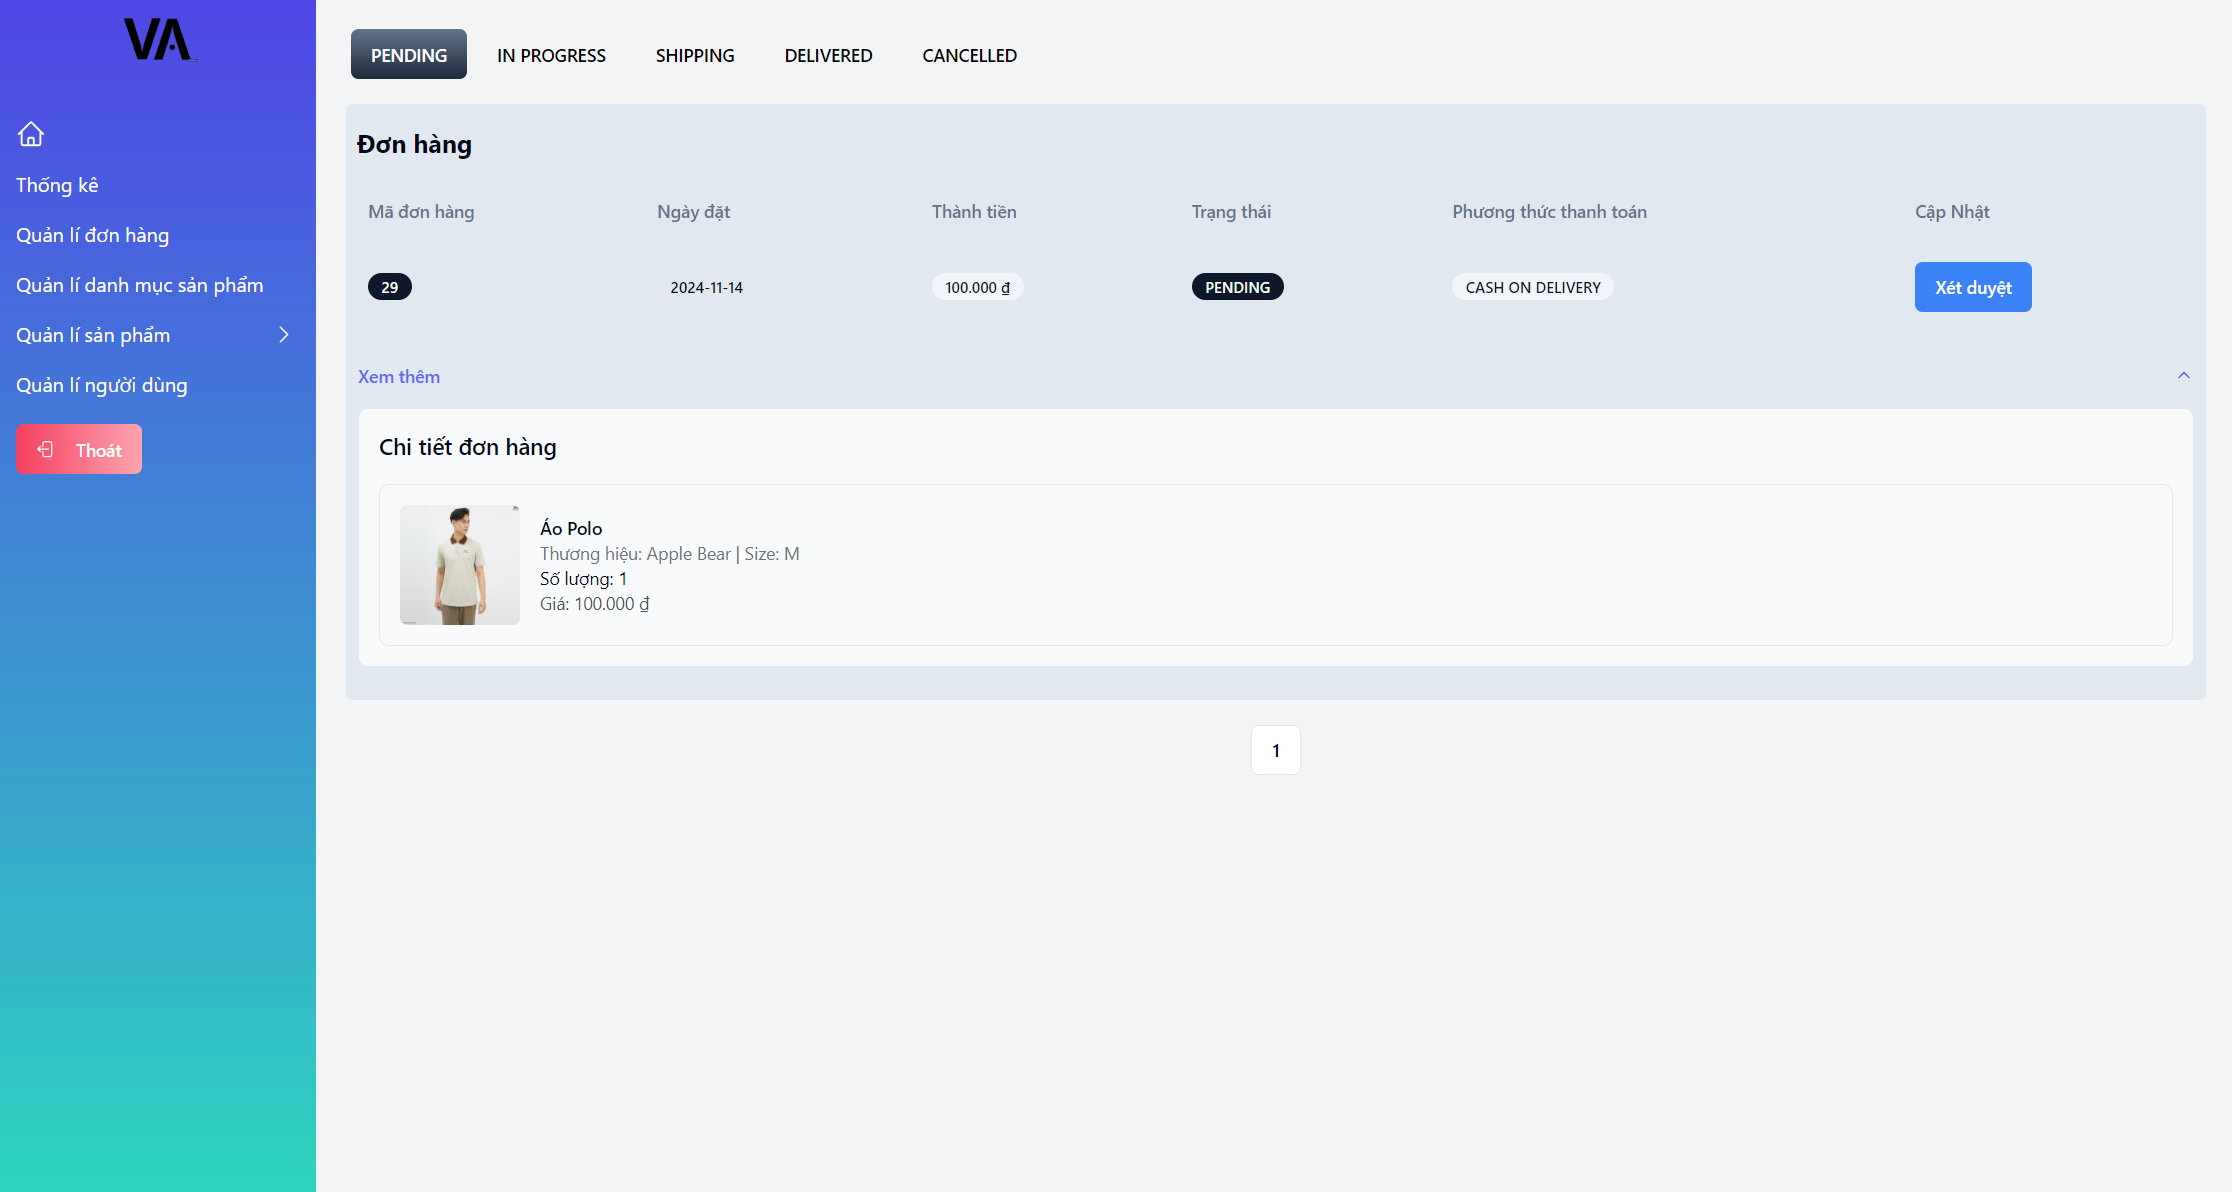 VA
PENDING IN PROGRESS SHIPPING DELIVERED CANCELLED
Thống kê
Quản lí đơn hàng
Quản lí danh mục sản phẩm
Quản lí sản phẩm
Quản lí người dùng
Thoát
Đơn hàng
Mã đơn hàng Ngày đặt Thành tiền Trạng thái Phương thức thanh toán Cập Nhật
29 2024-11-14 100.000 ₫ PENDING CASH ON DELIVERY Xét duyệt
Xem thêm
Chi tiết đơn hàng
Áo Polo
Thương hiệu: Apple Bear | Size: M
Số lượng: 1
Giá: 100.000 ₫
1